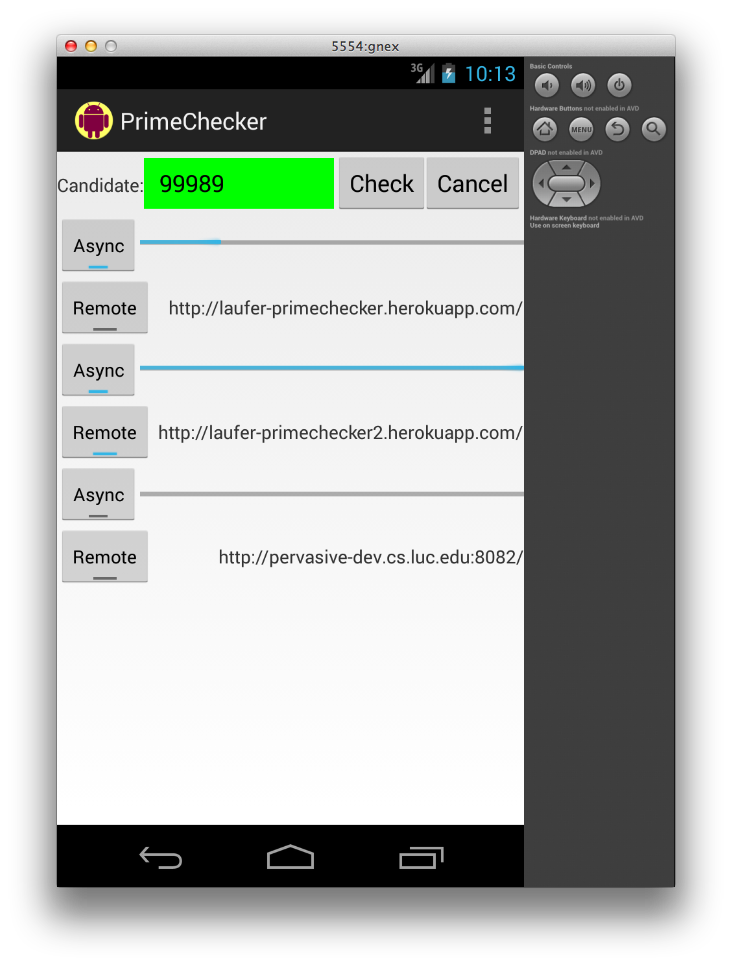 5554:gnex
3G 10:13
PrimeChecker
Candidate: 99989 Check Cancel
Async
Remote http://laufer-primechecker.herokuapp.com/
Async
Remote http://laufer-primechecker2.herokuapp.com/
Async
Remote http://pervasive-dev.cs.luc.edu:8082/
Basic Controls
Hardware Buttons not enabled in AVD
MENU
DPAD not enabled in AVD
Hardware Keyboard not enabled in AVD
Use on screen keyboard